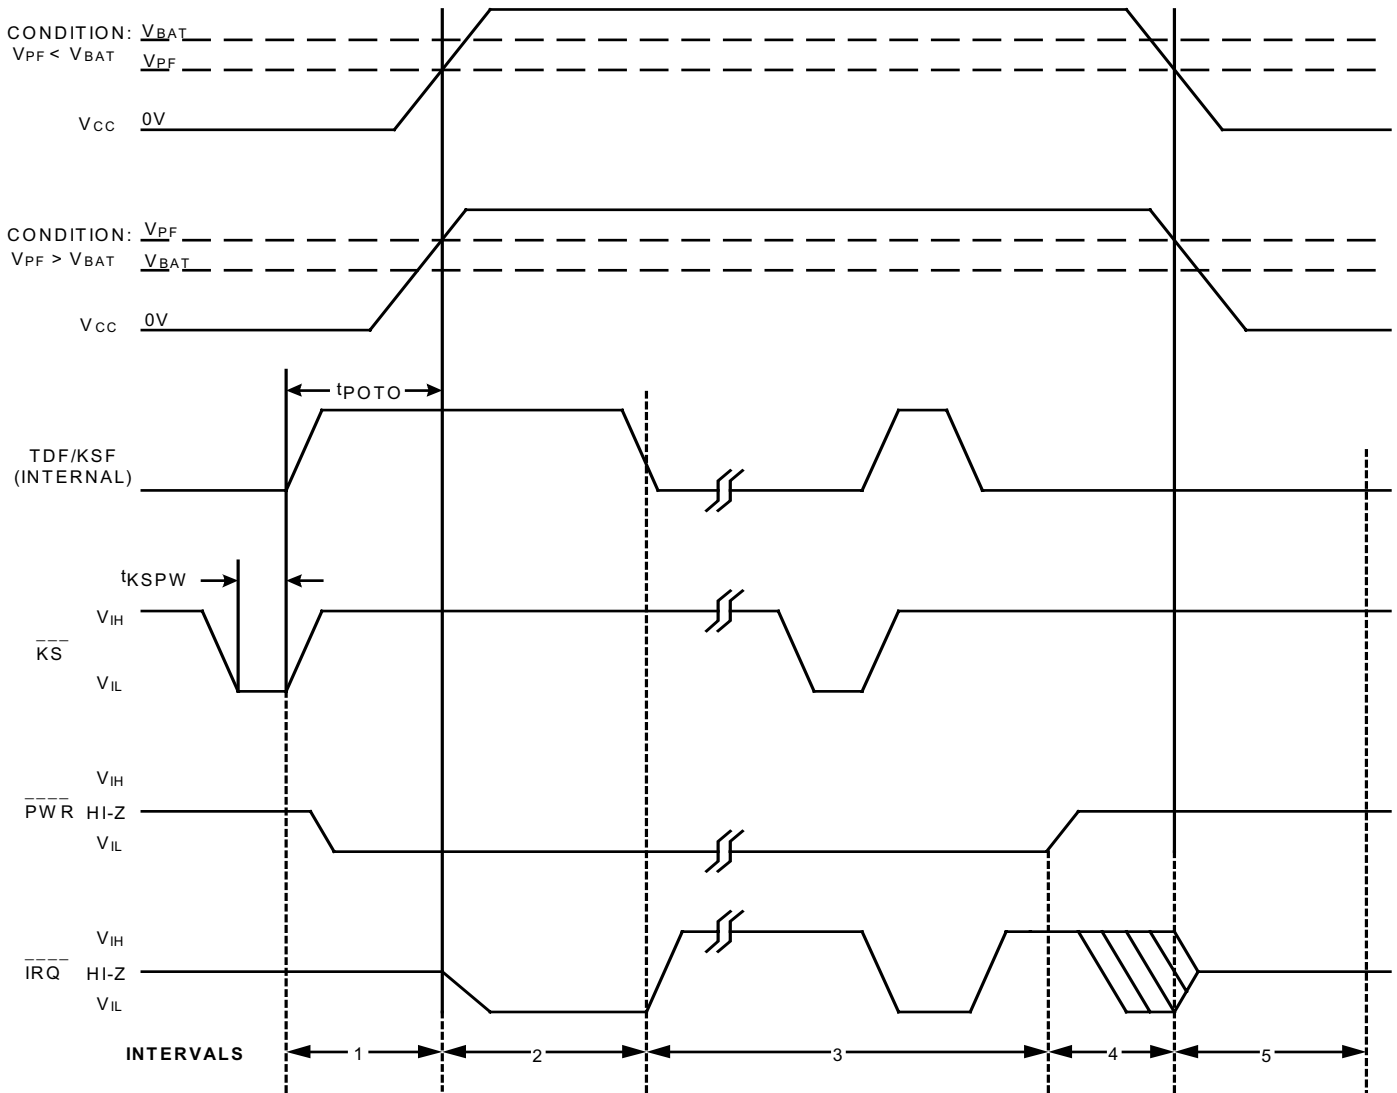 CONDITION: VBAT
VPF < VBAT
VPF
VCC 0V
CONDITION: VPF
VPF > VBAT VBAT
VCC 0V
tPOTO
TDF/KSF
(INTERNAL)
tKSPW
VIH
KS
VIL
VIH
PWR HI-Z
VIL
VIH
IRQ HI-Z
VIL
INTERVALS 1 2 3 4 5